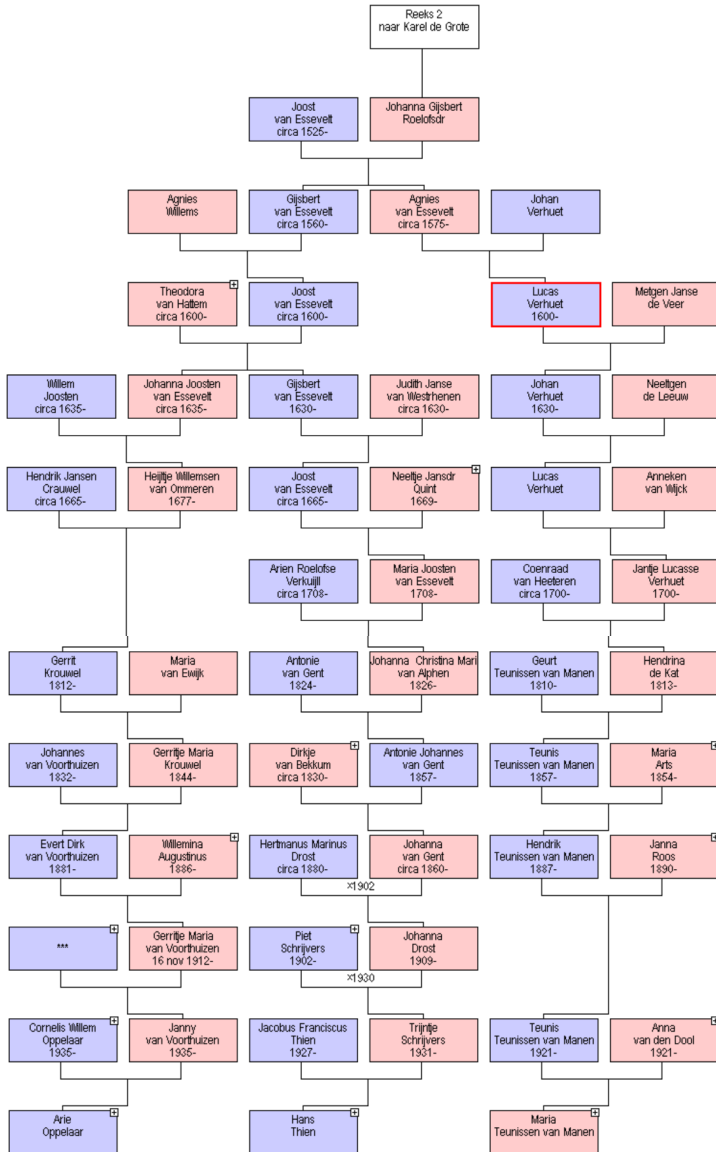 Reeks 2
naar Karel de Grote
Joost
van Essevelt
circa 1525-
Johanna Gijsbert
Roelofsdr
Agnies
Willems
Gijsbert
van Essevelt
circa 1560-
Agnies
van Essevelt
circa 1575-
Johan
Verhuet
Theodora
van Hattem
circa 1600-
Joost
van Essevelt
circa 1600-
Lucas
Verhuet
1600-
Metgen Janse
de Veer
Willem
Joosten
circa 1635-
Johanna Joosten
van Essevelt
circa 1635-
Gijsbert
van Essevelt
1630-
Judith Janse
van Westrhenen
circa 1630-
Johan
Verhuet
1630-
Neeltgen
de Leeuw
Hendrik Jansen
Crauwel
circa 1665-
Heijltje Willemsen
van Ommeren
1677-
Joost
van Essevelt
circa 1665-
Neeltje Jansdr
Quint
1669-
Lucas
Verhuet
Anneken
van Wijck
Arien Roelofse
Verkuijll
circa 1708-
Maria Joosten
van Essevelt
1708-
Coenraad
van Heeteren
circa 1700-
Jantje Lucasse
Verhuet
1700-
Gerrit
Krouwel
1812-
Maria
van Ewijk
Antonie
van Gent
1824-
Johanna Christina Mari
van Alphen
1826-
Geurt
Teunissen van Manen
1810-
Hendrina
de Kat
1813-
Johannes
van Voorthuizen
1832-
Gerritje Maria
Krouwel
1844-
Dirkje
van Bekkum
circa 1830-
Antonie Johannes
van Gent
1857-
Teunis
Teunissen van Manen
1857-
Maria
Arts
1854-
Evert Dirk
van Voorthuizen
1881-
Willemina
Augustinus
1886-
Hertmanus Marinus
Drost
circa 1880-
Johanna
van Gent
circa 1860-
Hendrik
Teunissen van Manen
1887-
Janna
Roos
1890-
x1902
***
Gerritje Maria
van Voorthuizen
16 nov 1912-
Piet
Schrijvers
1902-
Johanna
Drost
1909-
x1930
Cornelis Willem
Oppelaar
1935-
Janny
van Voorthuizen
1935-
Jacobus Franciscus
Thien
1927-
Trijntje
Schrijvers
1931-
Teunis
Teunissen van Manen
1921-
Anna
van den Dool
1921-
Arie
Oppelaar
Hans
Thien
Maria
Teunissen van Manen